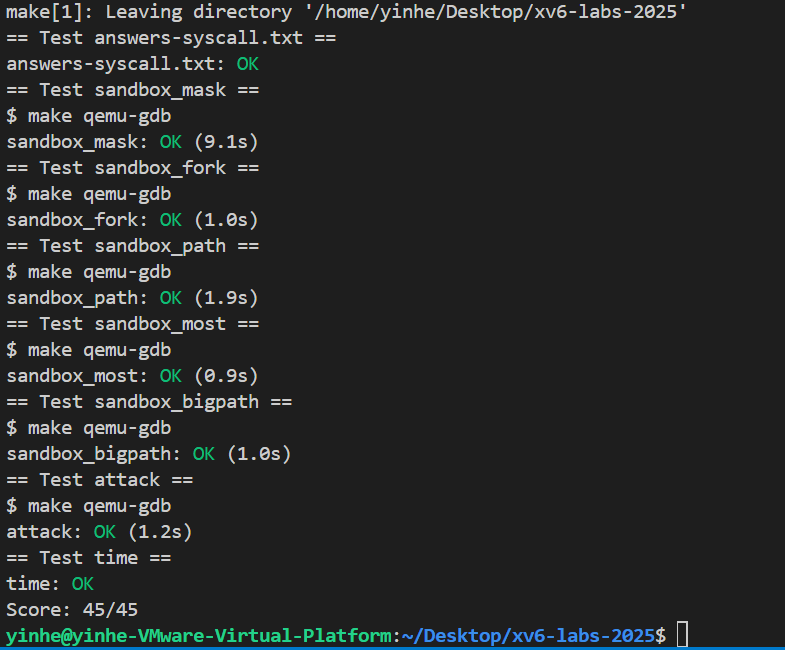 make[1]: Leaving directory '/home/yinhe/Desktop/xv6-labs-2025'
== Test answers-syscall.txt ==
answers-syscall.txt: OK
== Test sandbox_mask ==
$ make qemu-gdb
sandbox_mask: OK (9.1s)
== Test sandbox_fork ==
$ make qemu-gdb
sandbox_fork: OK (1.0s)
== Test sandbox_path ==
$ make qemu-gdb
sandbox_path: OK (1.9s)
== Test sandbox_most ==
$ make qemu-gdb
sandbox_most: OK (0.9s)
== Test sandbox_bigpath ==
$ make qemu-gdb
sandbox_bigpath: OK (1.0s)
== Test attack ==
$ make qemu-gdb
attack: OK (1.2s)
== Test time ==
time: OK
Score: 45/45
yinhe@yinhe-VMware-Virtual-Platform:~/Desktop/xv6-labs-2025$